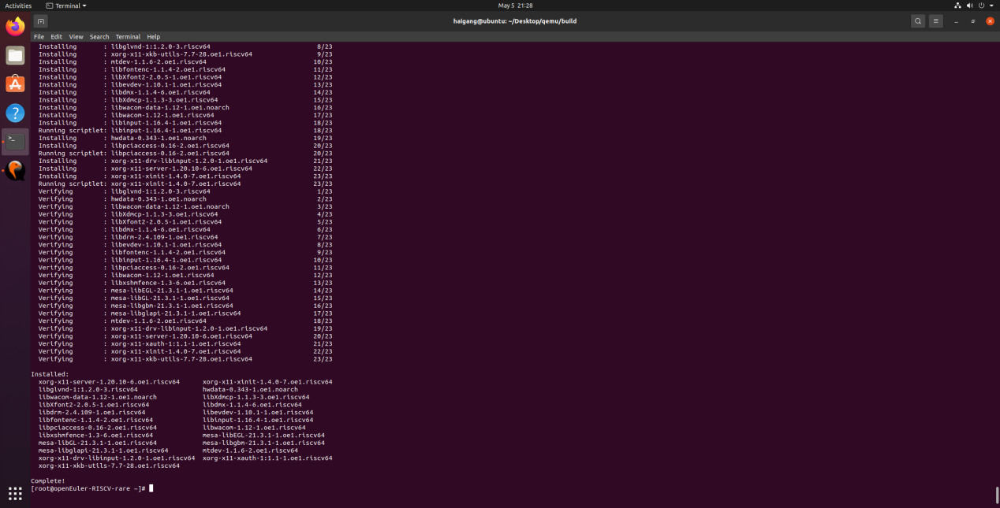 Activities Terminal May 5 21:28
haigang@ubuntu: ~/Desktop/qemu/build
File Edit View Search Terminal Help
Installing : libglvnd-1:1.2.0-3.riscv64 8/23
Installing : xorg-x11-xkb-utils-7.7-28.oe1.riscv64 9/23
Installing : mtdev-1.1.6-2.oe1.riscv64 10/23
Installing : libfontenc-1.1.4-2.oe1.riscv64 11/23
Installing : libXfont2-2.0.5-1.oe1.riscv64 12/23
Installing : libevdev-1.10.1-1.oe1.riscv64 13/23
Installing : libdmx-1.1.4-6.oe1.riscv64 14/23
Installing : libXdmcp-1.1.3-3.oe1.riscv64 15/23
Installing : libwacom-data-1.12-1.oe1.noarch 16/23
Installing : libwacom-1.12-1.oe1.riscv64 17/23
Installing : libinput-1.16.4-1.oe1.riscv64 18/23
Running scriptlet: libinput-1.16.4-1.oe1.riscv64 18/23
Installing : hwdata-0.343-1.oe1.noarch 19/23
Installing : libpciaccess-0.16-2.oe1.riscv64 20/23
Running scriptlet: libpciaccess-0.16-2.oe1.riscv64 20/23
Installing : xorg-x11-drv-libinput-1.2.0-1.oe1.riscv64 21/23
Installing : xorg-x11-server-1.20.10-6.oe1.riscv64 22/23
Installing : xorg-x11-xinit-1.4.0-7.oe1.riscv64 23/23
Running scriptlet: xorg-x11-xinit-1.4.0-7.oe1.riscv64 23/23
Verifying : libglvnd-1:1.2.0-3.riscv64 1/23
Verifying : hwdata-0.343-1.oe1.noarch 2/23
Verifying : libwacom-data-1.12-1.oe1.noarch 3/23
Verifying : libXdmcp-1.1.3-3.oe1.riscv64 4/23
Verifying : libXfont2-2.0.5-1.oe1.riscv64 5/23
Verifying : libdmx-1.1.4-6.oe1.riscv64 6/23
Verifying : libdrm-2.4.109-1.oe1.riscv64 7/23
Verifying : libevdev-1.10.1-1.oe1.riscv64 8/23
Verifying : libfontenc-1.1.4-2.oe1.riscv64 9/23
Verifying : libinput-1.16.4-1.oe1.riscv64 10/23
Verifying : libpciaccess-0.16-2.oe1.riscv64 11/23
Verifying : libwacom-1.12-1.oe1.riscv64 12/23
Verifying : libxshmfence-1.3-6.oe1.riscv64 13/23
Verifying : mesa-libEGL-21.3.1-1.oe1.riscv64 14/23
Verifying : mesa-libGL-21.3.1-1.oe1.riscv64 15/23
Verifying : mesa-libgbm-21.3.1-1.oe1.riscv64 16/23
Verifying : mesa-libglapi-21.3.1-1.oe1.riscv64 17/23
Verifying : mtdev-1.1.6-2.oe1.riscv64 18/23
Verifying : xorg-x11-drv-libinput-1.2.0-1.oe1.riscv64 19/23
Verifying : xorg-x11-server-1.20.10-6.oe1.riscv64 20/23
Verifying : xorg-x11-xauth-1:1.1-1.oe1.riscv64 21/23
Verifying : xorg-x11-xinit-1.4.0-7.oe1.riscv64 22/23
Verifying : xorg-x11-xkb-utils-7.7-28.oe1.riscv64 23/23
Installed:
xorg-x11-server-1.20.10-6.oe1.riscv64 xorg-x11-xinit-1.4.0-7.oe1.riscv64
libglvnd-1:1.2.0-3.riscv64 hwdata-0.343-1.oe1.noarch
libwacom-data-1.12-1.oe1.noarch libXdmcp-1.1.3-3.oe1.riscv64
libXfont2-2.0.5-1.oe1.riscv64 libdmx-1.1.4-6.oe1.riscv64
libdrm-2.4.109-1.oe1.riscv64 libevdev-1.10.1-1.oe1.riscv64
libfontenc-1.1.4-2.oe1.riscv64 libinput-1.16.4-1.oe1.riscv64
libpciaccess-0.16-2.oe1.riscv64 libwacom-1.12-1.oe1.riscv64
libxshmfence-1.3-6.oe1.riscv64 mesa-libEGL-21.3.1-1.oe1.riscv64
mesa-libGL-21.3.1-1.oe1.riscv64 mesa-libgbm-21.3.1-1.oe1.riscv64
mesa-libglapi-21.3.1-1.oe1.riscv64 mtdev-1.1.6-2.oe1.riscv64
xorg-x11-drv-libinput-1.2.0-1.oe1.riscv64 xorg-x11-xauth-1:1.1-1.oe1.riscv64
xorg-x11-xkb-utils-7.7-28.oe1.riscv64
Complete!
[root@openEuler-RISCV-rare ~]#